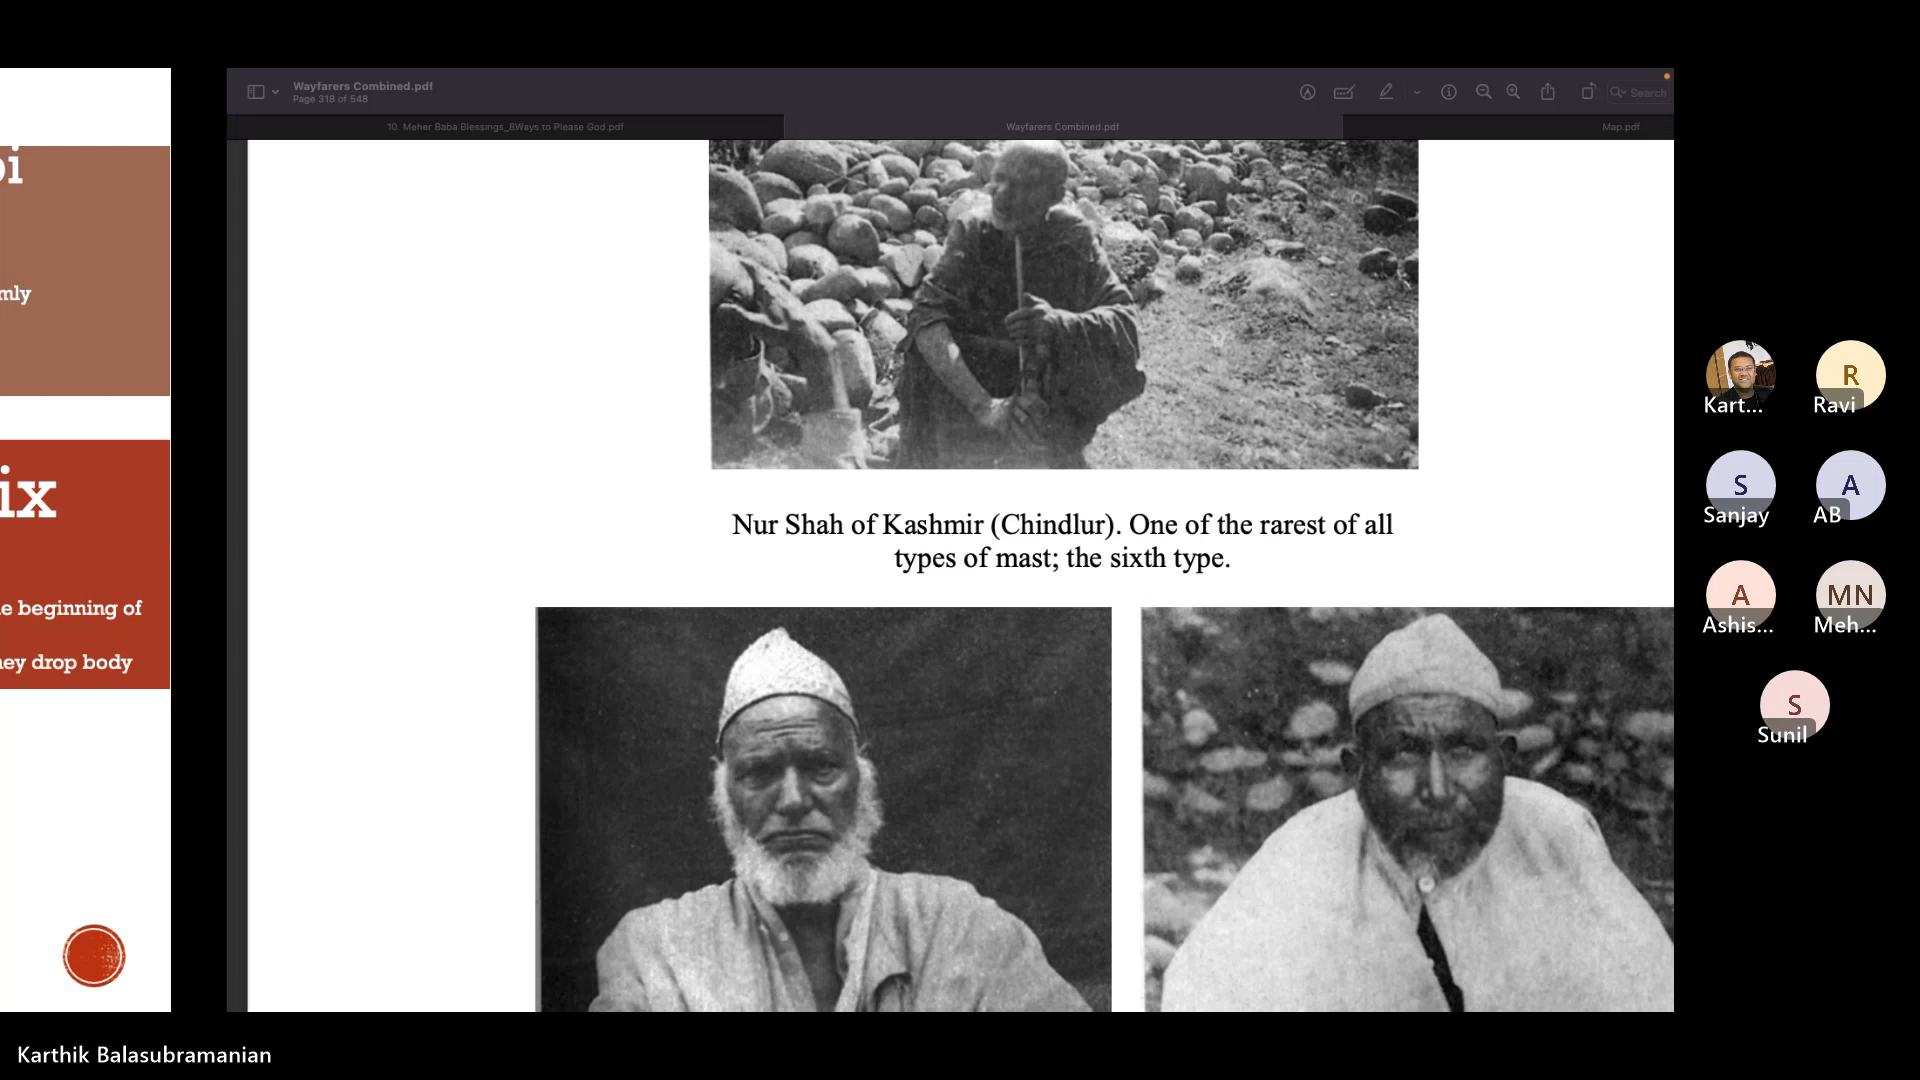 pi
mly
ix
e beginning of
ey drop body
Wayfarers Combined.pdf
Page 318 of 548
Search
10. Meher Baba Blessings_8Ways to Please God.pdf
Wayfarers Combined.pdf
Map.pdf
Nur Shah of Kashmir (Chindlur). One of the rarest of all
types of mast; the sixth type.
R
Kart...
Ravi
S
A
Sanjay
AB
A
MN
Ashis...
Meh...
S
Sunil
Karthik Balasubramanian